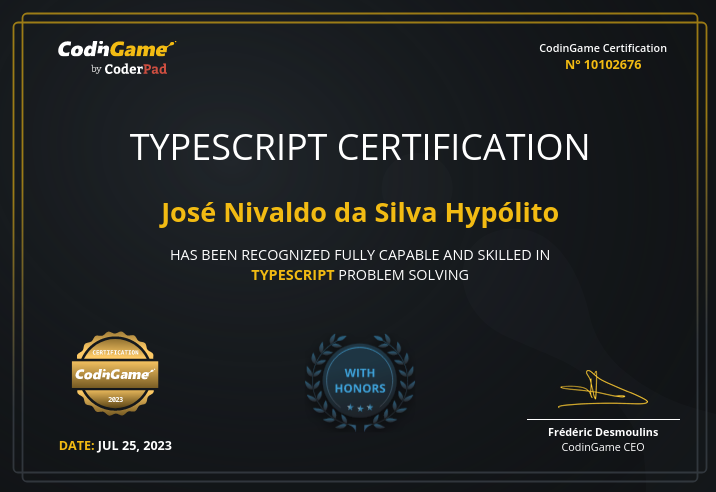 CodinGame
by CoderPad
CodinGame Certification
N° 10102676
TYPESCRIPT CERTIFICATION
José Nivaldo da Silva Hypólito
HAS BEEN RECOGNIZED FULLY CAPABLE AND SKILLED IN
TYPESCRIPT PROBLEM SOLVING
CERTIFICATION
CodinGame
2023
DATE: JUL 25, 2023
WITH
HONORS
Frédéric Desmoulins
CodinGame CEO